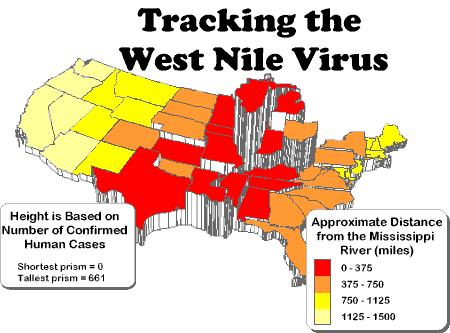 Tracking the
West Nile Virus
Height is Based on
Number of Confirmed
Human Cases
Shortest prism = 0
Tallest prism = 661
Approximate Distance
from the Mississippi
River (miles)
0 - 375
375 - 750
750 - 1125
1125 - 1500